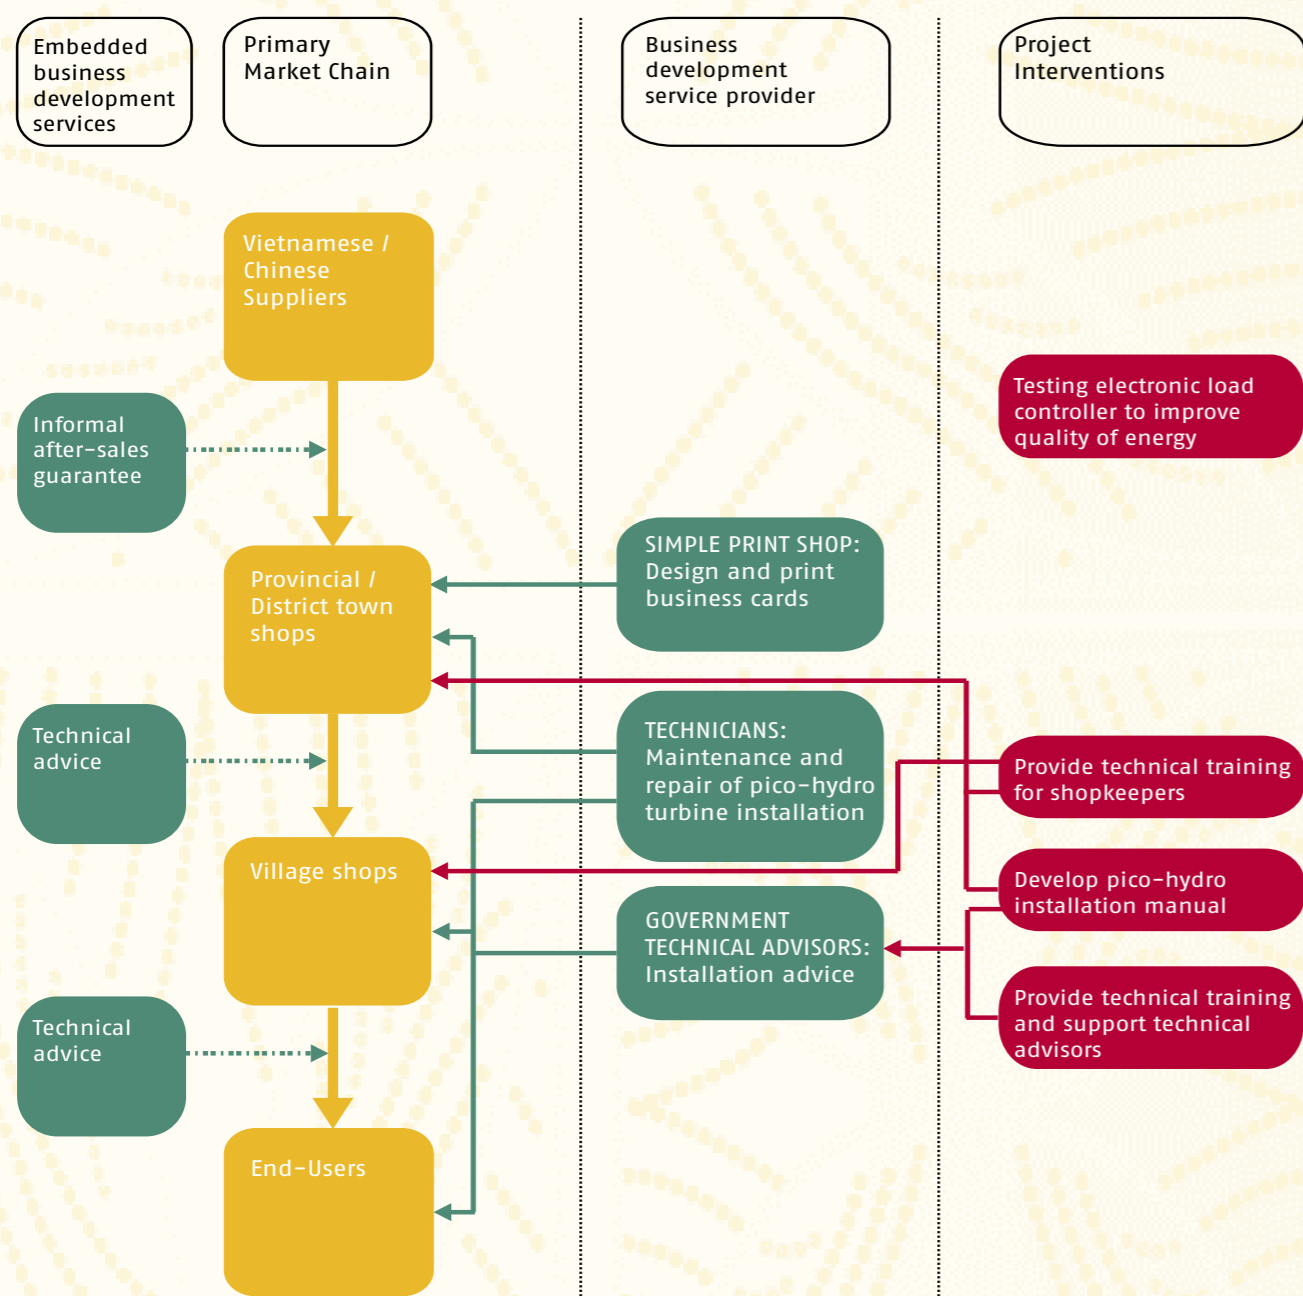 Embedded
business
development
services
Primary
Market Chain
Business
development
service provider
Project
Interventions
Vietnamese /
Chinese
Suppliers
Testing electronic load
controller to improve
quality of energy
Informal
after-sales
guarantee
SIMPLE PRINT SHOP:
Design and print
business cards
Provincial /
District town
shops
Technical
advice
TECHNICIANS:
Maintenance and
repair of pico-hydro
turbine installation
Provide technical training
for shopkeepers
Village shops
Develop pico-hydro
installation manual
GOVERNMENT
TECHNICAL ADVISORS:
Installation advice
Provide technical training
and support technical
advisors
Technical
advice
End-Users